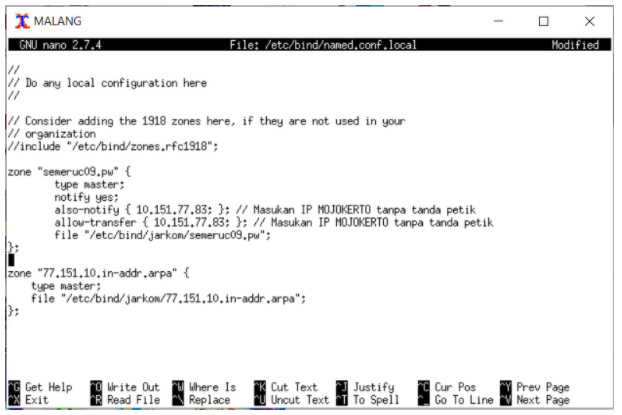 MALANG
GNU nano 2.7.4 File: /etc/bind/named.conf.local Modified
//
// Do any local configuration here
//
// Consider adding the 1918 zones here, if they are not used in your
// organization
//include "/etc/bind/zones.rfc1918";
zone "semeruc09.pw" {
type master;
notify yes;
also-notify { 10.151.77.83; }; // Masukan IP MOJOKERTO tanpa tanda petik
allow-transfer { 10.151.77.83; }; // Masukan IP MOJOKERTO tanpa tanda petik
file "/etc/bind/jarkom/semeruc09.pw";
};
zone "77.151.10.in-addr.arpa" {
type master;
file "/etc/bind/jarkom/77.151.10.in-addr.arpa";
};
^G Get Help ^O Write Out ^W Where Is ^K Cut Text ^J Justify ^C Cur Pos ^Y Prev Page
^X Exit ^R Read File ^\ Replace ^U Uncut Text ^T To Spell ^_ Go To Line ^V Next Page